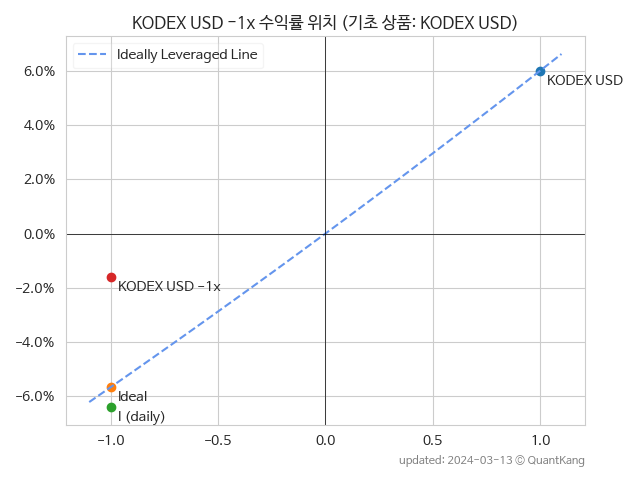 KODEX USD -1x 수익률 위치 (기초 상품: KODEX USD)
Ideally Leveraged Line
6.0%
KODEX USD
4.0%
2.0%
0.0%
KODEX USD -1x
-2.0%
-4.0%
-6.0%
Ideal
I (daily)
-1.0 -0.5 0.0 0.5 1.0
updated: 2024-03-13 © QuantKang